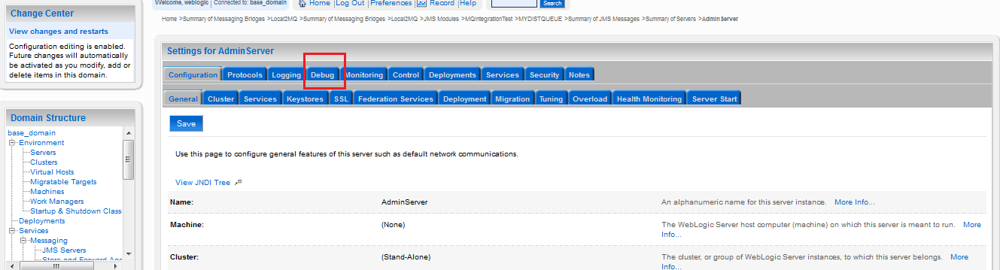 Change Center
View changes and restarts
Configuration editing is enabled.
Future changes will automatically
be activated as you modify, add or
delete items in this domain.
Domain Structure
base_domain
Environment
Servers
Clusters
Virtual Hosts
Migratable Targets
Machines
Work Managers
Startup & Shutdown Class
Deployments
Services
Messaging
JMS Servers
Store and Forward Age
Welcome, weblogic Connected to: base_domain Home Log Out Preferences Record Help Search
Home >Summary of Messaging Bridges >Local2MQ >Summary of Messaging Bridges >Local2MQ >JMS Modules >MQIntegrationTest >MYDISTQUEUE >Summary of JMS Messages >Summary of Servers >AdminServer
Settings for AdminServer
Configuration Protocols Logging Debug Monitoring Control Deployments Services Security Notes
General Cluster Services Keystores SSL Federation Services Deployment Migration Tuning Overload Health Monitoring Server Start
Save
Use this page to configure general features of this server such as default network communications.
View JNDI Tree
Name: AdminServer An alphanumeric name for this server instance. More Info...
Machine: (None) The WebLogic Server host computer (machine) on which this server is meant to run. More
Info...
Cluster: (Stand-Alone) The cluster, or group of WebLogic Server instances, to which this server belongs. More
Info...